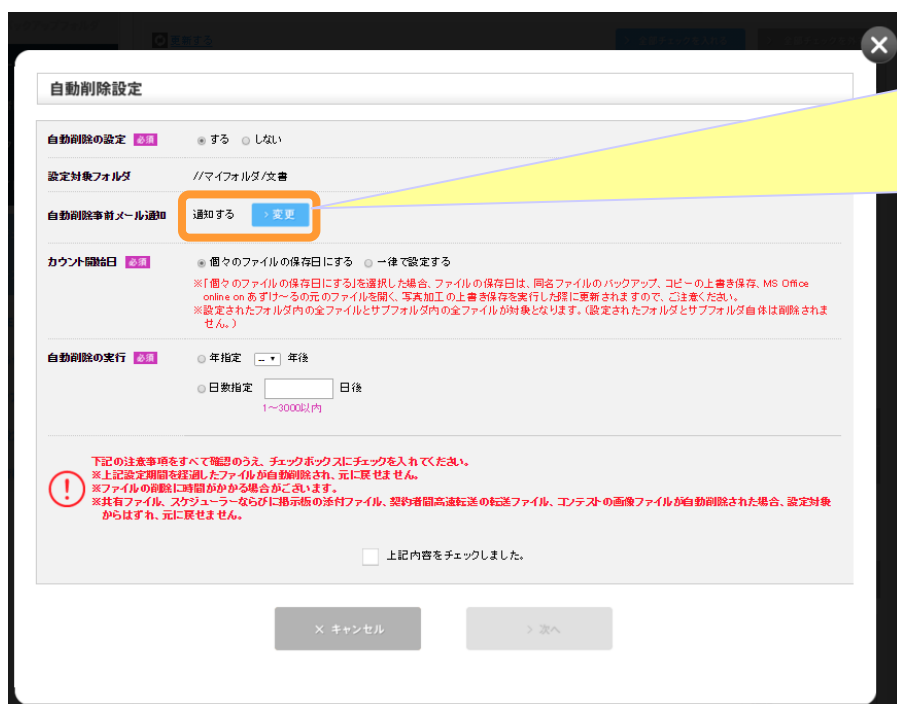 更新する
自動削除設定
自動削除の設定 必須 する しない
設定対象フォルダ //マイフォルダ/文書
自動削除事前メール通知 通知する > 変更
カウント開始日 必須 個々のファイルの保存日にする 一律で設定する
※「個々のファイルの保存日にする」を選択した場合、ファイルの保存日は、同名ファイルのバックアップ、コピーの上書き保存、MS Office
online on あずけ〜るの元のファイルを開く、写真加工の上書き保存を実行した際に更新されますので、ご注意ください。
※設定されたフォルダ内の全ファイルとサブフォルダ内の全ファイルが対象となります。(設定されたフォルダとサブフォルダ自体は削除されま
せん。)
自動削除の実行 必須 年指定 -- 年後
日数指定 日後
1〜3000以内
下記の注意事項をすべて確認のうえ、チェックボックスにチェックを入れてください。
※上記設定期間を経過したファイルが自動削除され、元に戻せません。
※ファイルの削除に時間がかかる場合がございます。
※共有ファイル、スケジューラーならびに掲示板の添付ファイル、契約者間高速転送の転送ファイル、コンテストの画像ファイルが自動削除された場合、設定対象
からはずれ、元に戻せません。
上記内容をチェックしました。
× キャンセル > 次へ